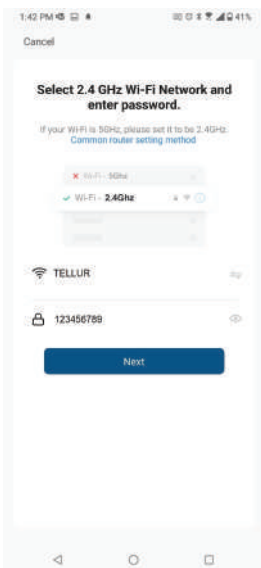 1:42 PM
41%
Cancel
Select 2.4 GHz Wi-Fi Network and
enter password.
If your Wi-Fi is 5GHz, please set it to be 2.4GHz.
Common router setting method
Wi-Fi - 5Ghz
Wi-Fi - 2.4Ghz
TELLUR
123456789
Next